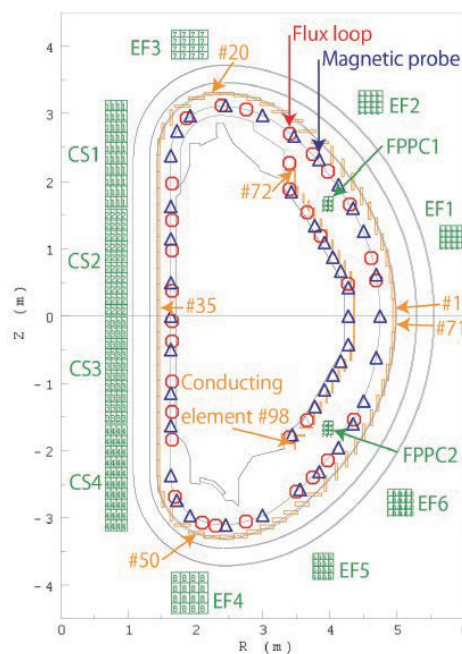 EF3
#20
Flux loop
Magnetic probe
EF2
CS1
FPPC1
#72
EF1
CS2
#35
#1
#71
CS3
Conducting
element #98
FPPC2
CS4
EF6
#50
EF5
EF4
4
3
2
1
0
-1
-2
-3
-4
Z (m)
0 1 2 3 4 5 6
R (m)